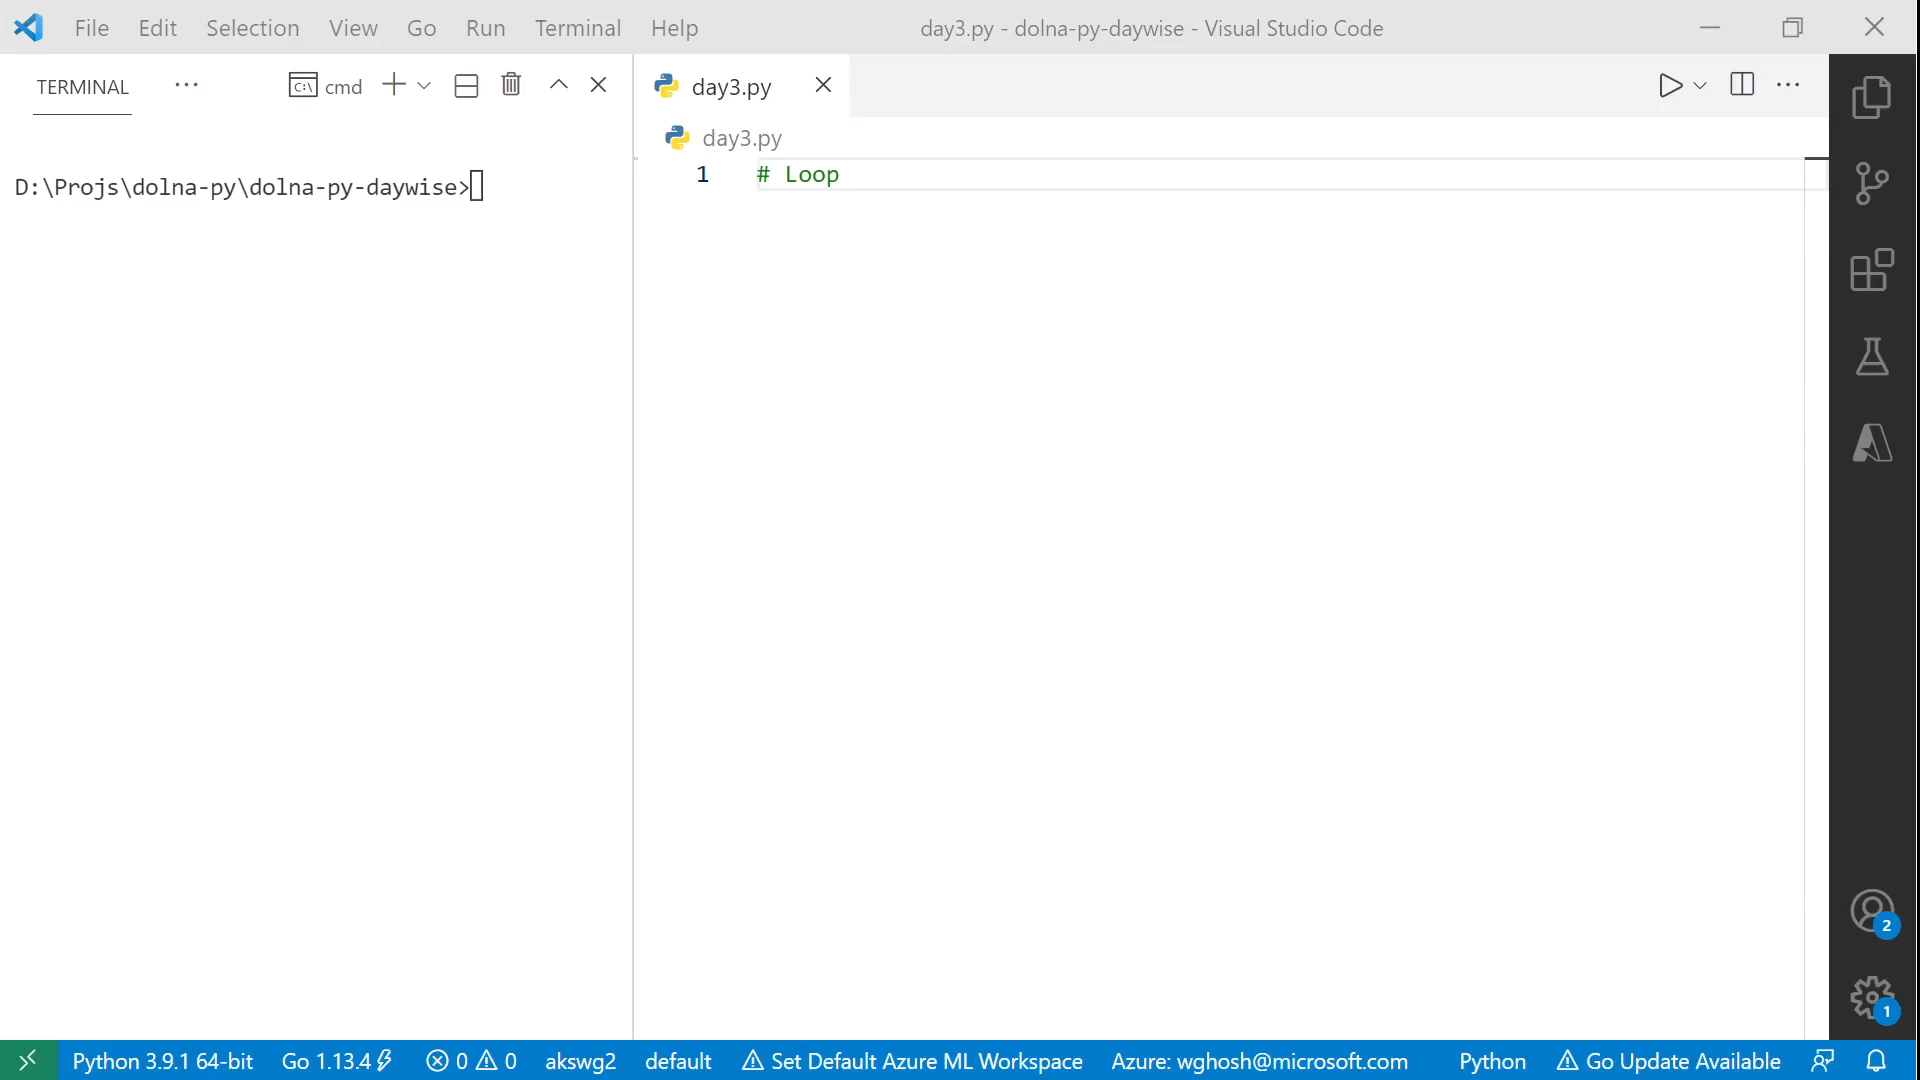 File Edit Selection View Go Run Terminal Help day3.py - dolna-py-daywise - Visual Studio Code
TERMINAL cmd
day3.py
day3.py
D:\Projs\dolna-py\dolna-py-daywise>
1 # Loop
2
1
Python 3.9.1 64-bit Go 1.13.4 0 0 akswg2 default Set Default Azure ML Workspace Azure: wghosh@microsoft.com Python Go Update Available